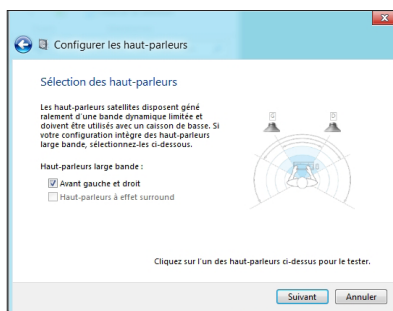 Configurer les haut-parleurs
Sélection des haut-parleurs
Les haut-parleurs satellites disposent géné
ralement d'une bande dynamique limitée et
doivent être utilisés avec un caisson de basse. Si
votre configuration intègre des haut-parleurs
large bande, sélectionnez-les ci-dessous.
Haut-parleurs large bande :
Avant gauche et droit
Haut-parleurs à effet surround
G
D
Cliquez sur l'un des haut-parleurs ci-dessus pour le tester.
Suivant
Annuler